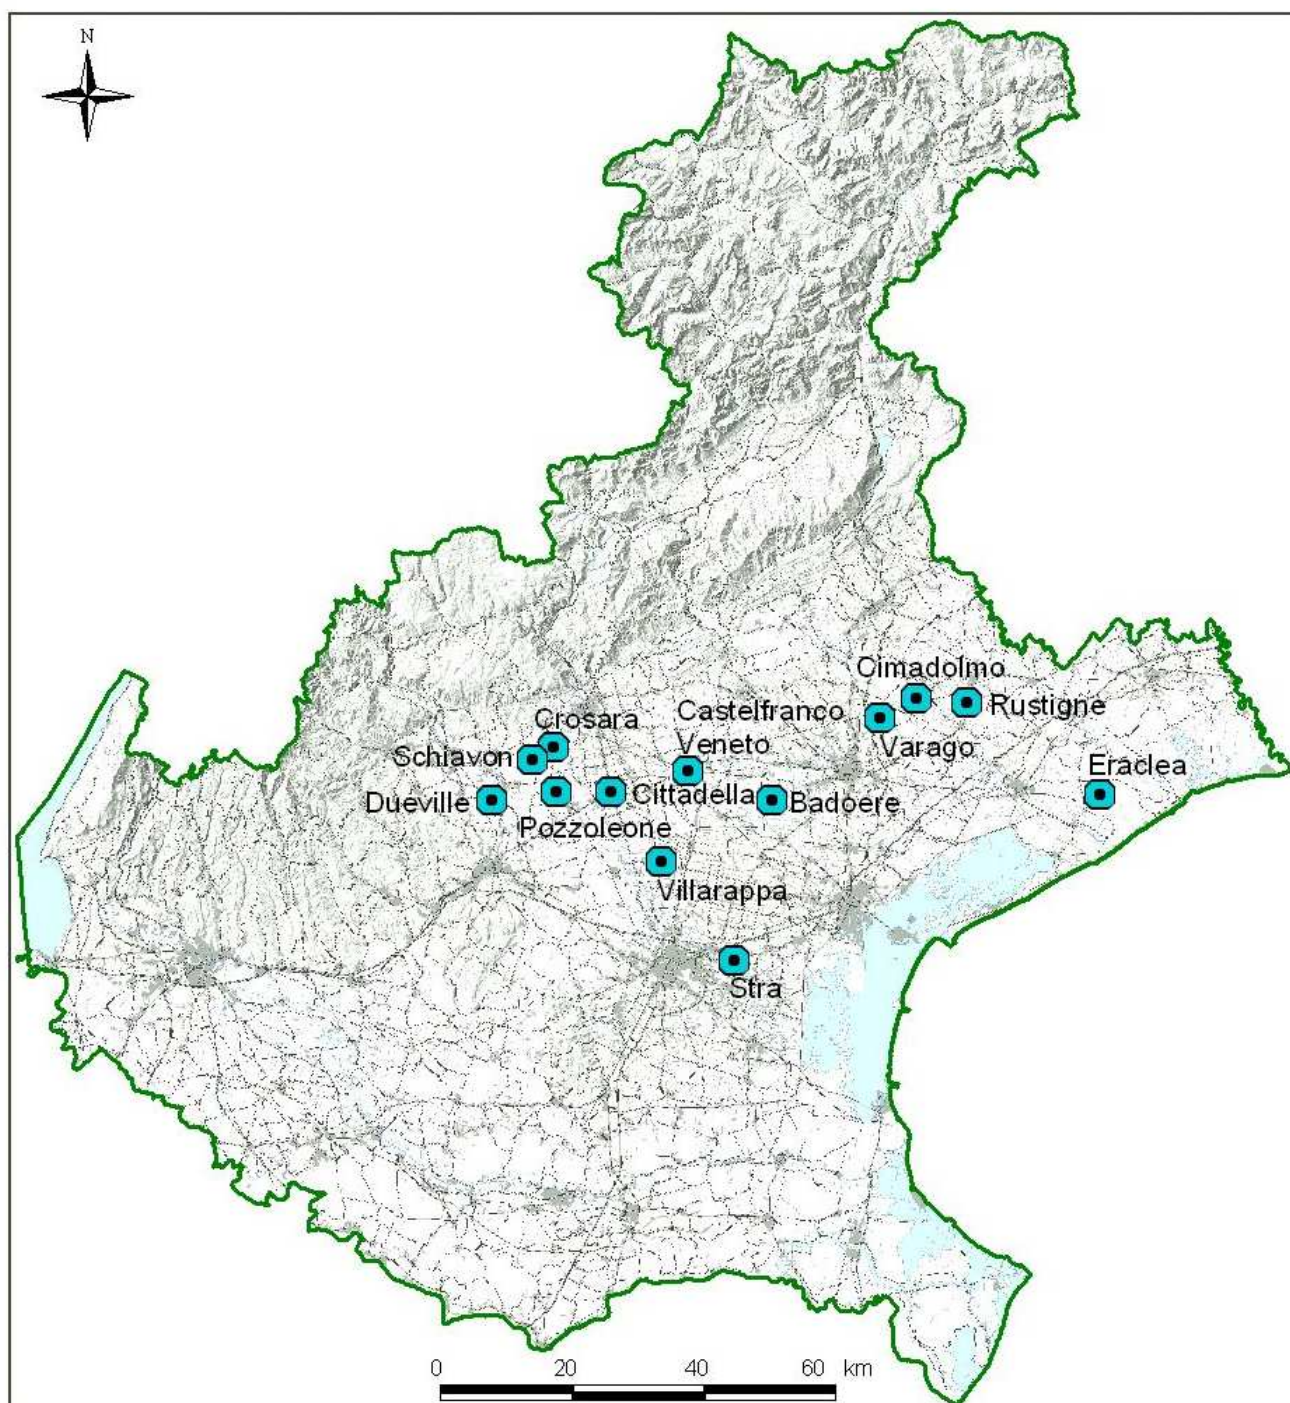 N
Cimadolmo
Rustigne
Castelfranco
Veneto
Varago
Crosara
Schiavon
Eraclea
Dueville
Cittadella
Badoere
Pozzoleone
Villarappa
Stra
0 20 40 60 km